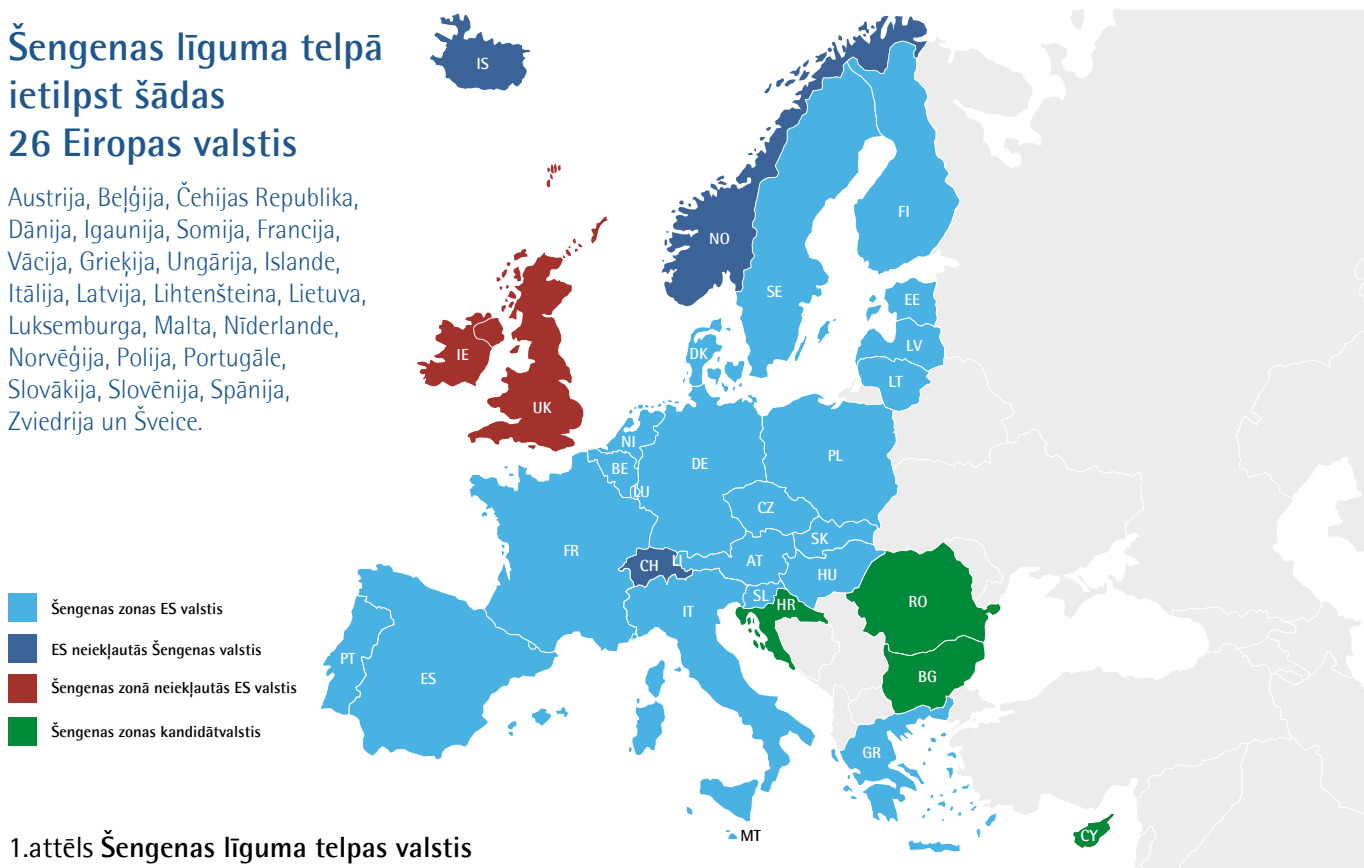 Šengenas līguma telpā
ietilpst šādas
26 Eiropas valstis
Austrija, Beļģija, Čehijas Republika,
Dānija, Igaunija, Somija, Francija,
Vācija, Grieķija, Ungārija, Islande,
Itālija, Latvija, Lihtenšteina, Lietuva,
Luksemburga, Malta, Nīderlande,
Norvēģija, Polija, Portugāle,
Slovākija, Slovēnija, Spānija,
Zviedrija un Šveice.
IS
NO
FI
SE
EE
LV
LT
DK
IE
UK
NI
BE
LU
DE
PL
CZ
SK
FR
CH
LI
AT
HU
SL
HR
RO
IT
BG
PT
ES
GR
MT
CY
Šengenas zonas ES valstis
ES neiekļautās Šengenas valstis
Šengenas zonā neiekļautās ES valstis
Šengenas zonas kandidātvalstis
1.attēls Šengenas līguma telpas valstis